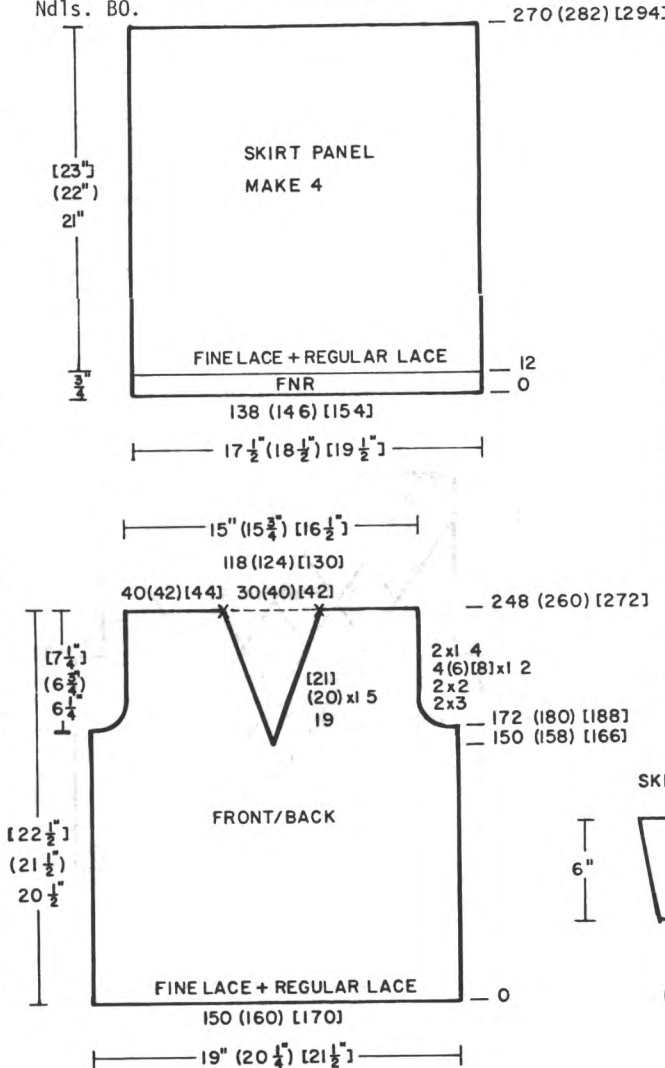 Ndls. BO.
270 (282) [294]
SKIRT PANEL
MAKE 4
[23"]
(22")
21"
FINE LACE + REGULAR LACE
12
3/4"
FNR
0
138 (146) [154]
17 1/2" (18 1/2") [19 1/2"]
15" (15 3/4") [16 1/2"]
118 (124) [130]
40 (42) [44] 30 (40) [42]
248 (260) [272]
[7 1/4"]
(6 3/4")
6 1/4"
2x1 4
4(6)[8]x1 2
2x2
2x3
[21]
(20) x1 5
19
172 (180) [188]
150 (158) [166]
FRONT/BACK
SK
6"
[22 1/2"]
(21 1/2")
20 1/2"
FINE LACE + REGULAR LACE
0
150 (160) [170]
19" (20 1/4") [21 1/2"]